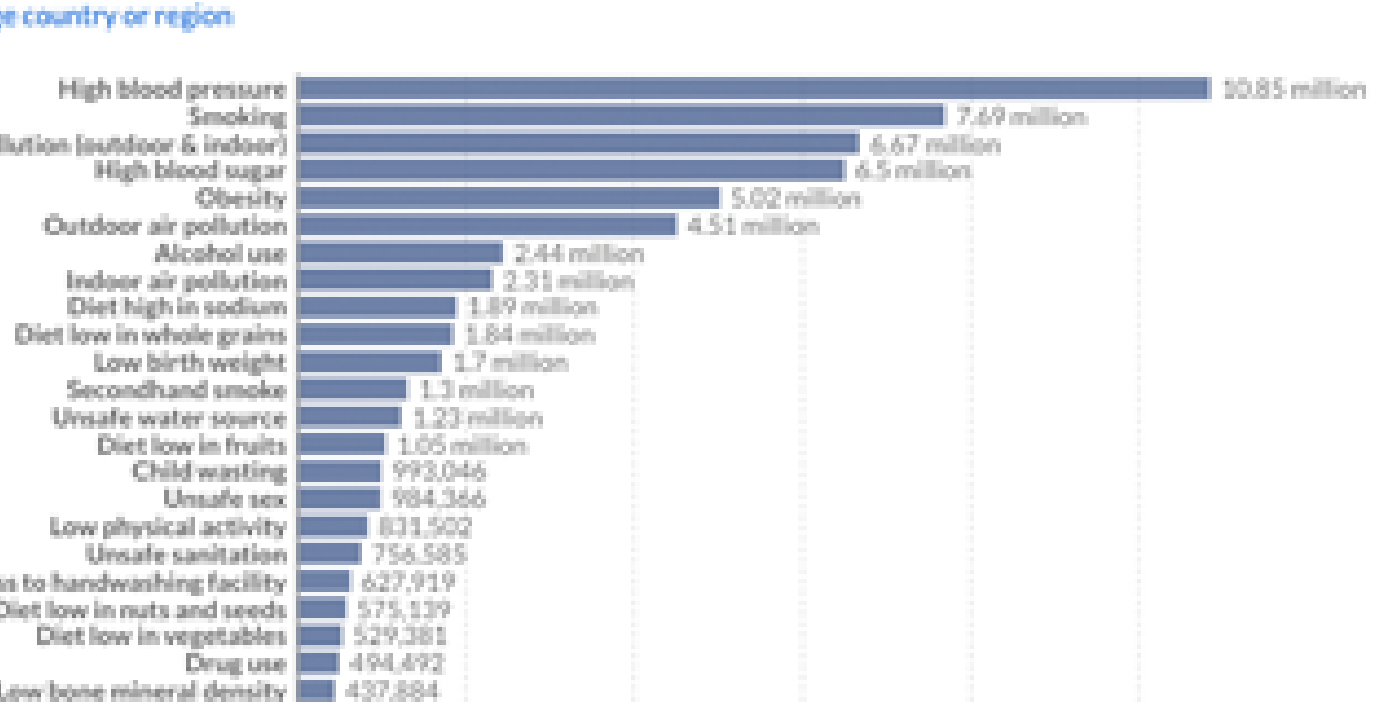 country or region
High blood pressure 10.85 million
Smoking 7.69 million
(outdoor & indoor) 6.67 million
High blood sugar 6.5 million
Obesity 5.02 million
Outdoor air pollution 4.51 million
Alcohol use 2.44 million
Indoor air pollution 2.31 million
Diet high in sodium 1.89 million
Diet low in whole grains 1.84 million
Low birth weight 1.7 million
Secondhand smoke 1.3 million
Unsafe water source 1.23 million
Diet low in fruits 1.05 million
Child wasting 993,046
Unsafe sex 984,366
Low physical activity 831,502
Unsafe sanitation 756,585
to handwashing facility 627,919
Diet low in nuts and seeds 575,139
Diet low in vegetables 529,381
Drug use 494,492
Low bone mineral density 437,884